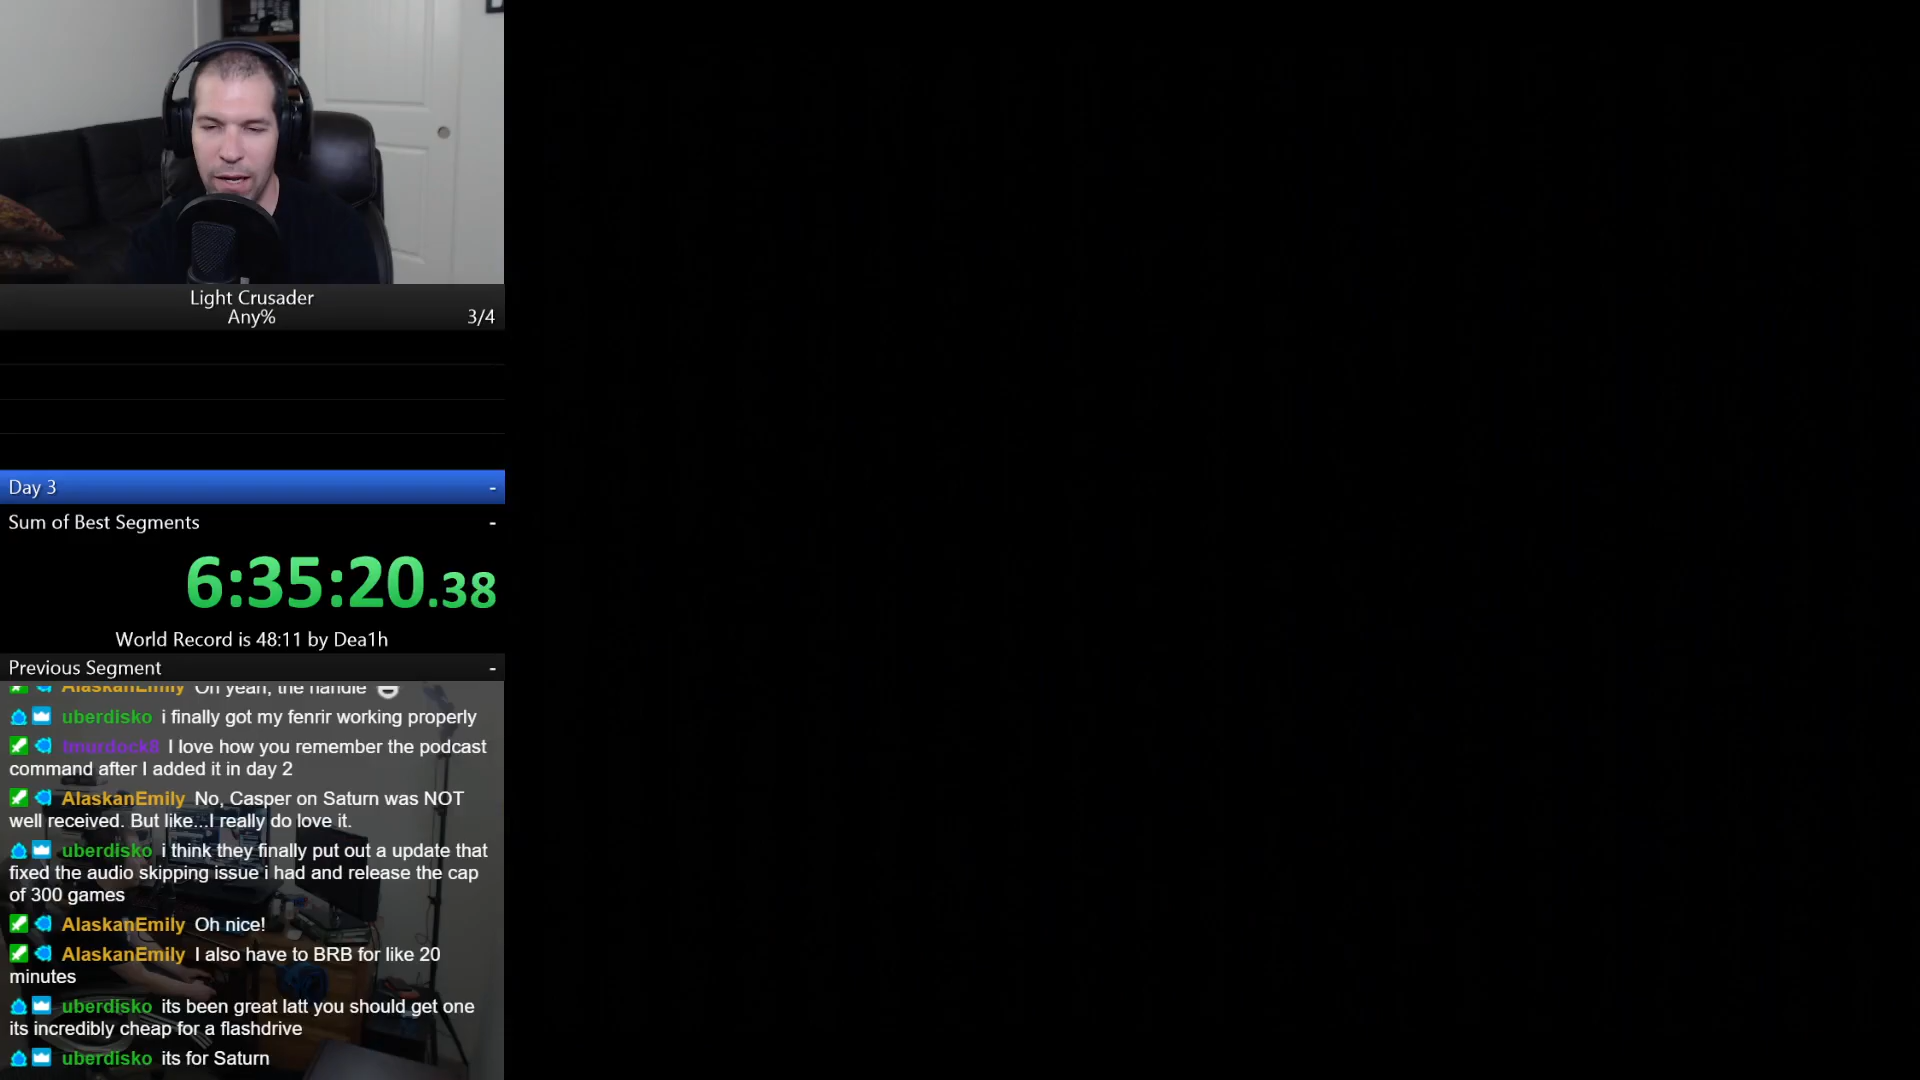 Light Crusader
Any%
3/4
Day 3 -
Sum of Best Segments -
6:35:20.38
World Record is 48:11 by Dea1h
Previous Segment -
AlaskanEmily Oh yeah, the handle
uberdisko i finally got my fenrir working properly
I love how you remember the podcast
command after I added it in day 2
AlaskanEmily No, Casper on Saturn was NOT
well received. But like...I really do love it.
uberdisko i think they finally put out a update that
fixed the audio skipping issue i had and release the cap
of 300 games
AlaskanEmily Oh nice!
AlaskanEmily I also have to BRB for like 20
minutes
uberdisko its been great latt you should get one
its incredibly cheap for a flashdrive
uberdisko its for Saturn